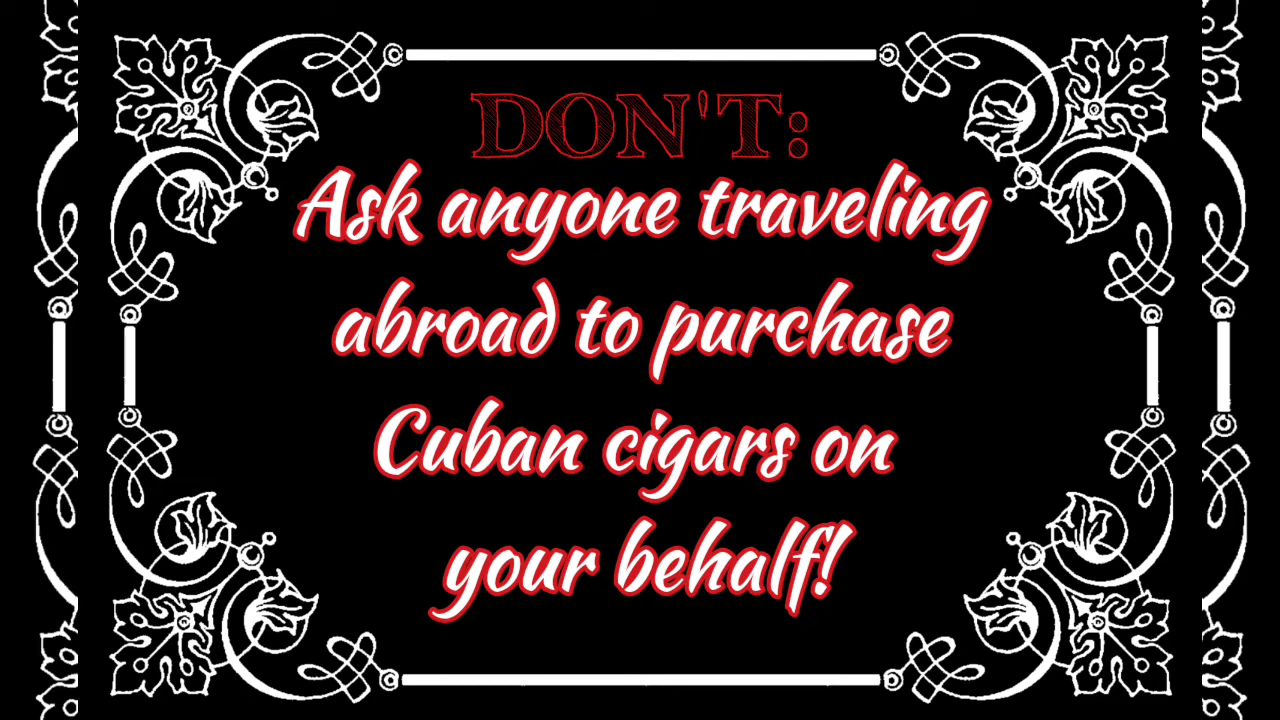 DON'T:
Ask anyone traveling
abroad to purchase
Cuban cigars on
your behalf!